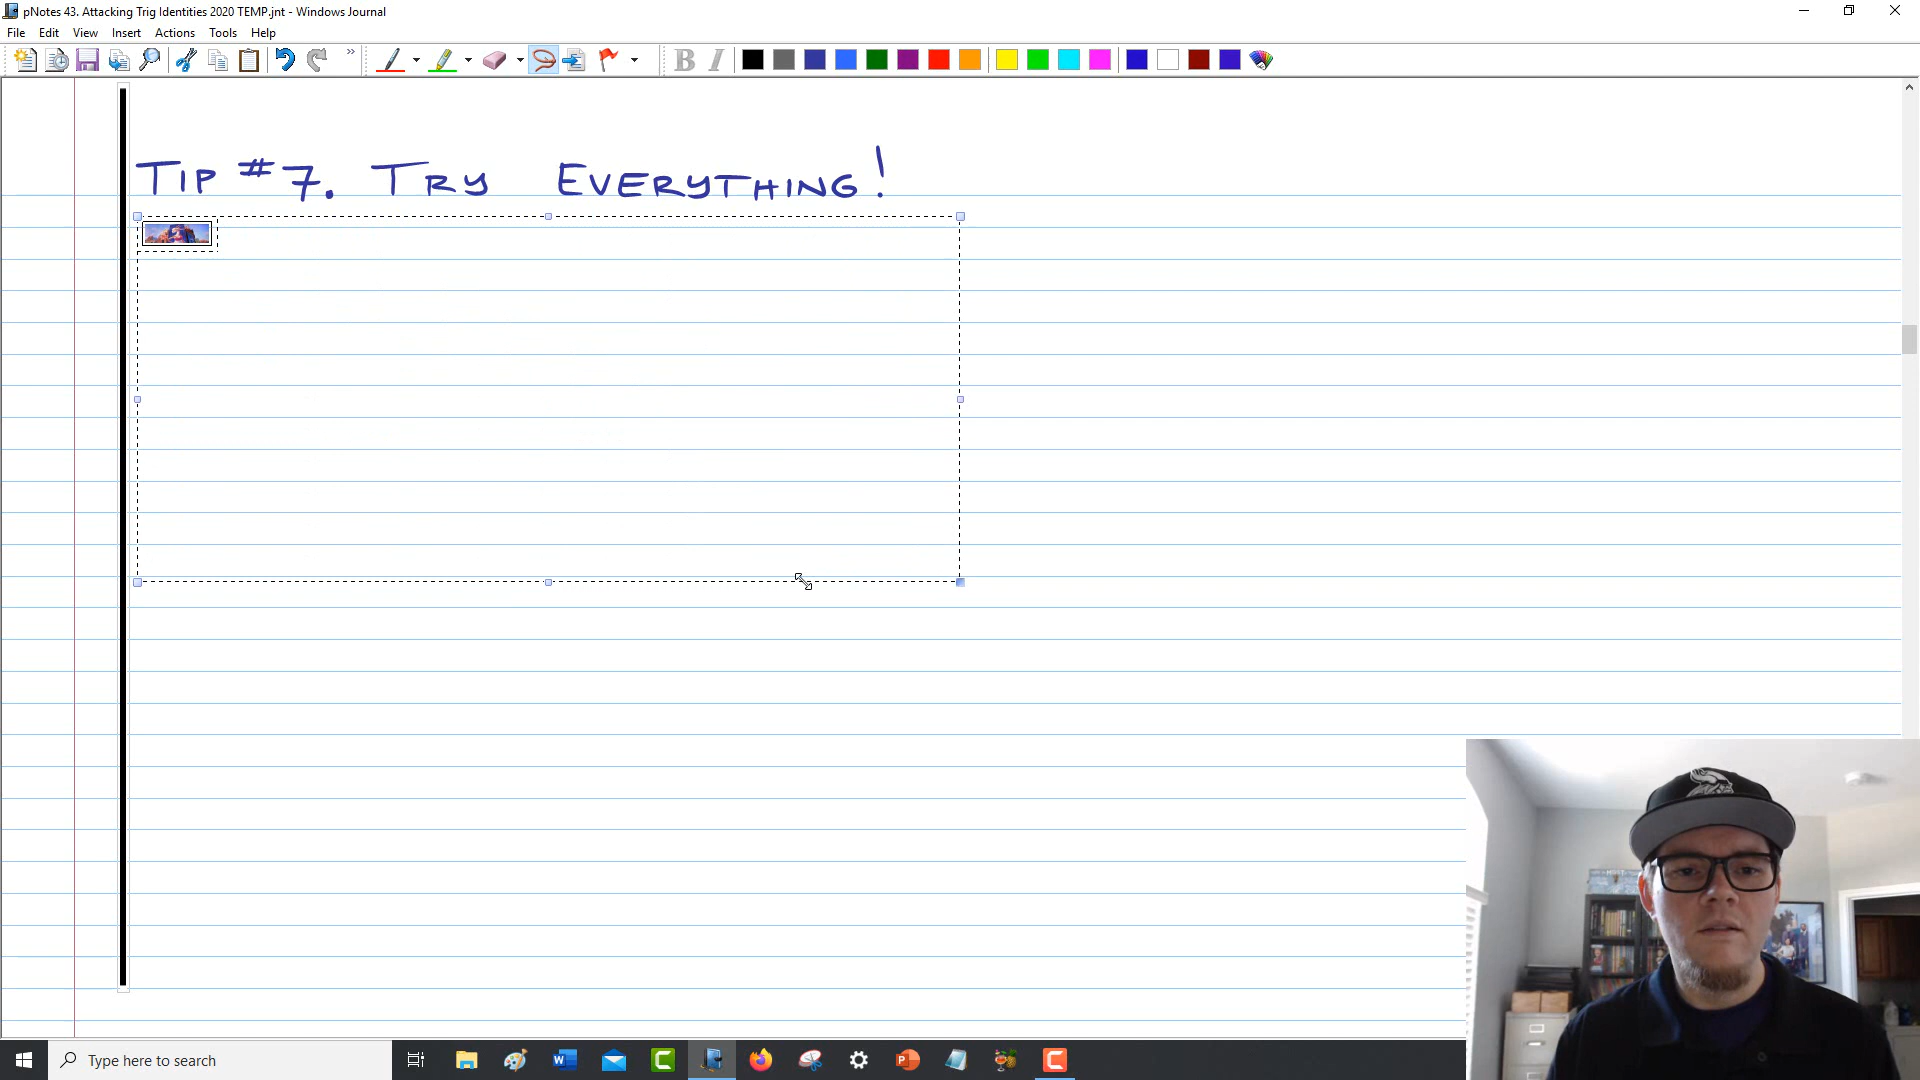 pNotes 43. Attacking Trig Identities 2020 TEMP.jnt - Windows Journal
File Edit View Insert Actions Tools Help
TIP #7. TRY EVERYTHING!
Type here to search